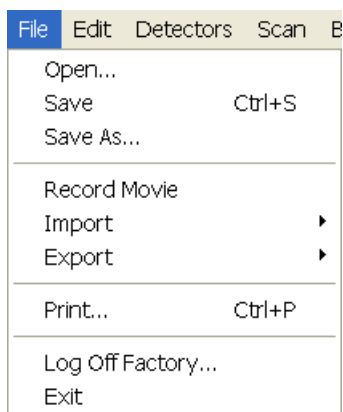 File Edit Detectors Scan B
Open...
Save Ctrl+S
Save As...
Record Movie
Import
Export
Print... Ctrl+P
Log Off Factory...
Exit